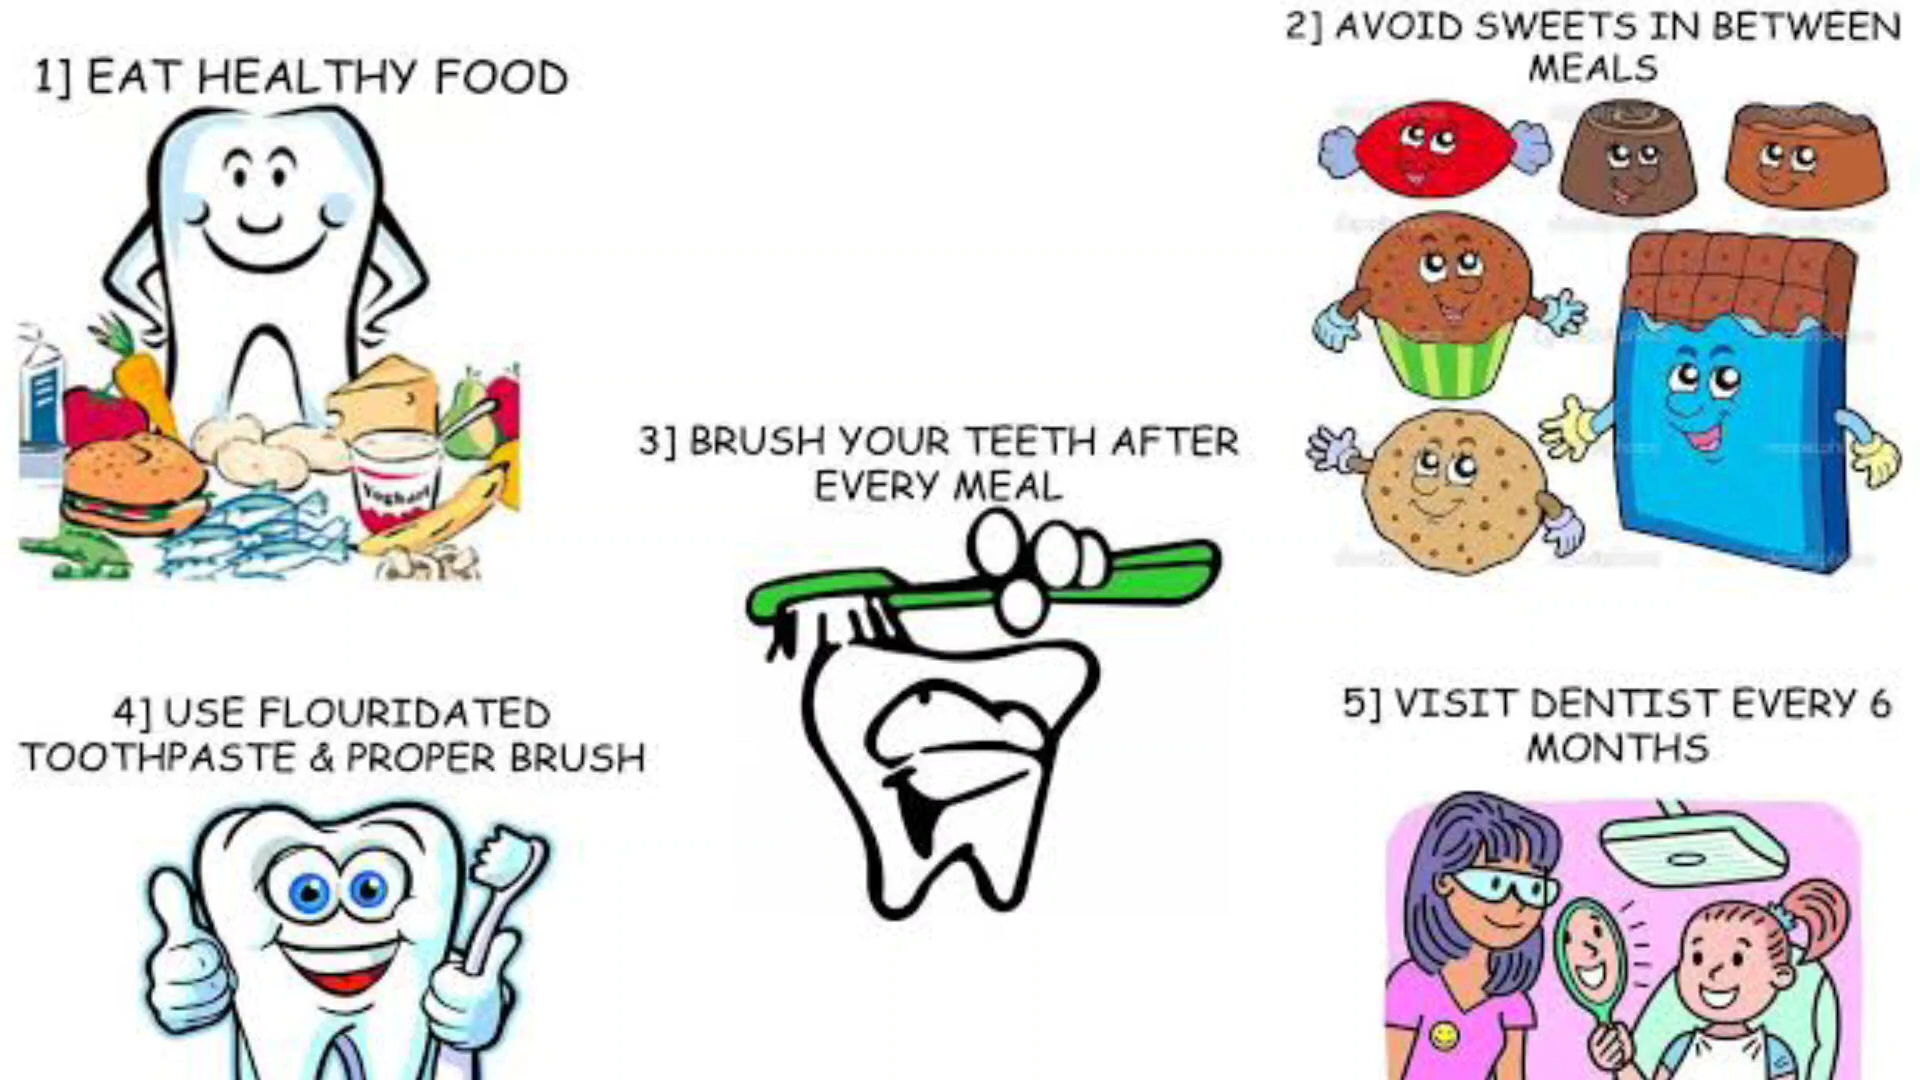 1] EAT HEALTHY FOOD
2] AVOID SWEETS IN BETWEEN
MEALS
3] BRUSH YOUR TEETH AFTER
EVERY MEAL
Yoghurt
4] USE FLOURIDATED
TOOTHPASTE & PROPER BRUSH
5] VISIT DENTIST EVERY 6
MONTHS